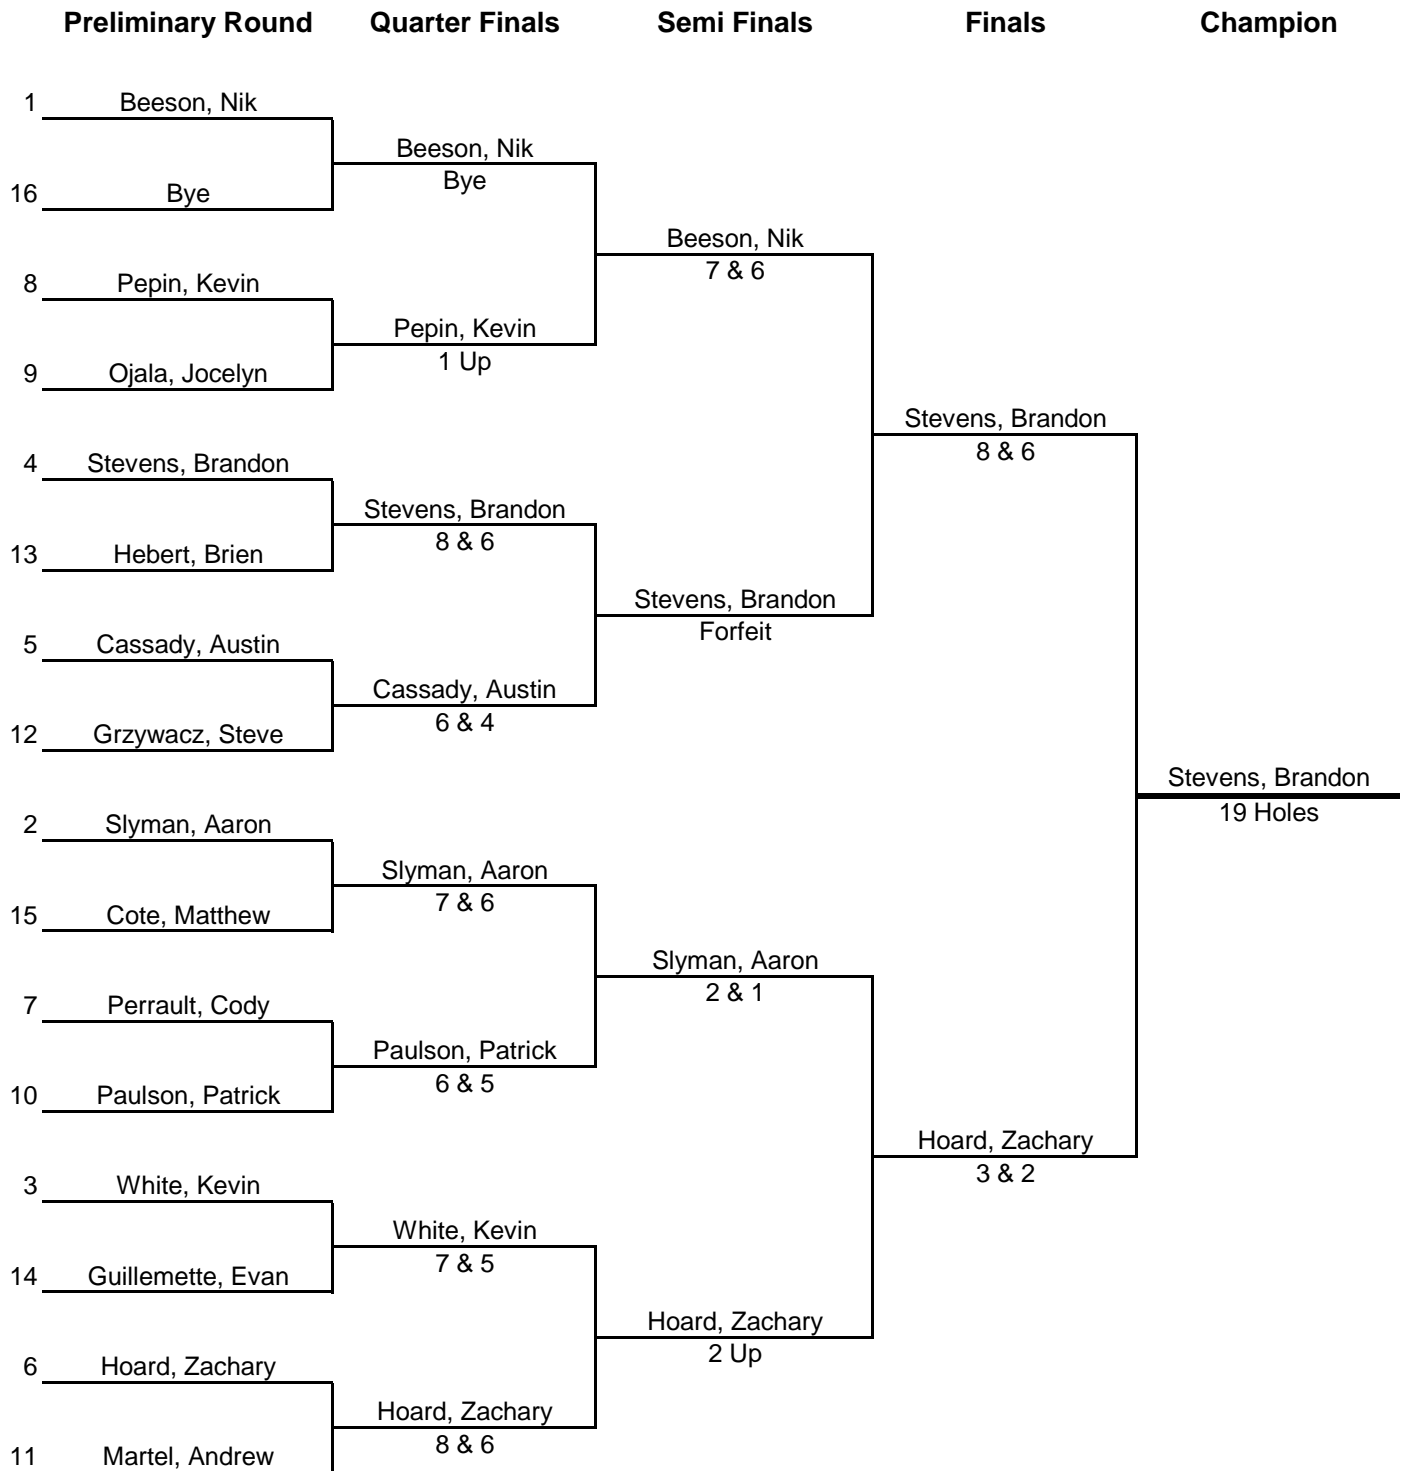 Preliminary Round Quarter Finals Semi Finals Finals Champion
1 Beeson, Nik
Beeson, Nik
Bye
16 Bye
Beeson, Nik
7 & 6
8 Pepin, Kevin
Pepin, Kevin
1 Up
9 Ojala, Jocelyn
Stevens, Brandon
8 & 6
4 Stevens, Brandon
Stevens, Brandon
8 & 6
13 Hebert, Brien
Stevens, Brandon
Forfeit
5 Cassady, Austin
Cassady, Austin
6 & 4
12 Grzywacz, Steve
Stevens, Brandon
19 Holes
2 Slyman, Aaron
Slyman, Aaron
7 & 6
15 Cote, Matthew
Slyman, Aaron
2 & 1
7 Perrault, Cody
Paulson, Patrick
6 & 5
10 Paulson, Patrick
Hoard, Zachary
3 & 2
3 White, Kevin
White, Kevin
7 & 5
14 Guillemette, Evan
Hoard, Zachary
2 Up
6 Hoard, Zachary
Hoard, Zachary
8 & 6
11 Martel, Andrew